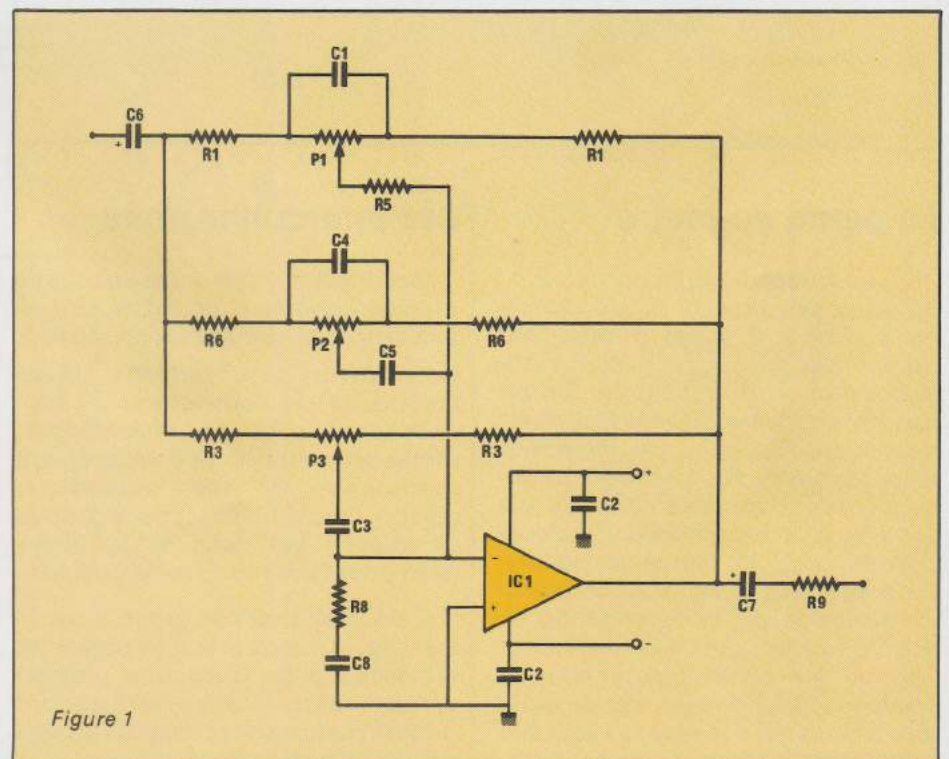 C1
C6
R1
P1
R1
R5
C4
R6
P2
R6
C5
R3
P3
R3
+
C2
C3
−
IC1
R8
+
C7
R9
−
C8
C2
+
+
Figure 1